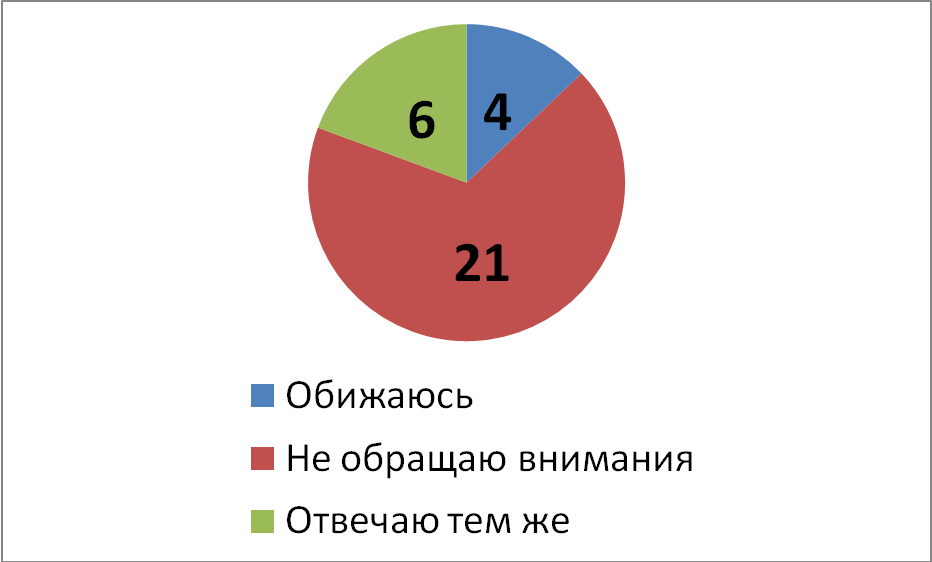 6
4
21
Обижаюсь
Не обращаю внимания
Отвечаю тем же